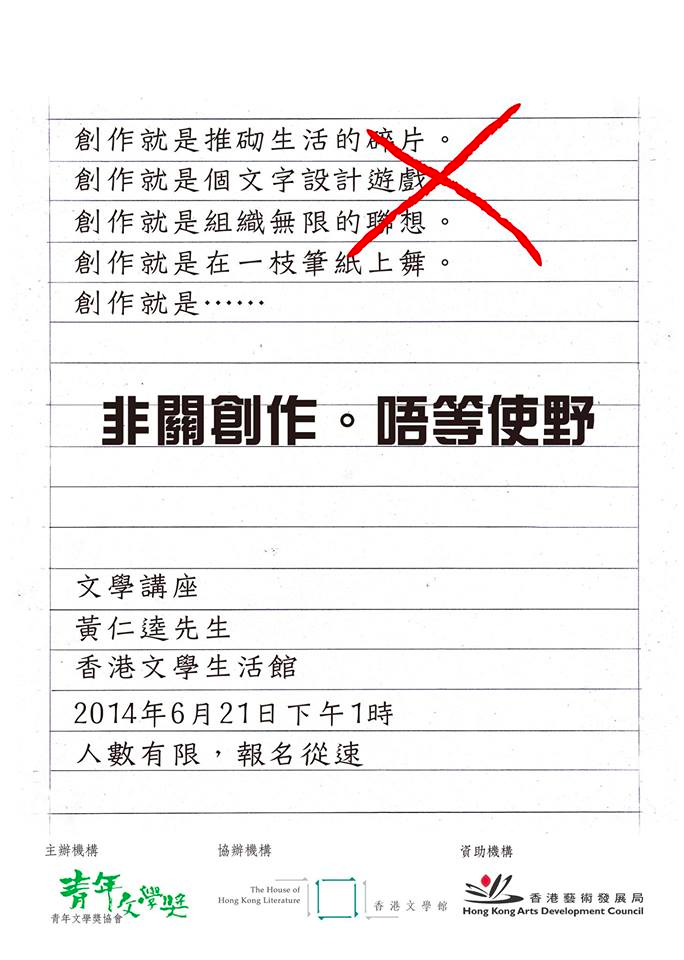 創作就是推砌生活的碎片。
創作就是個文字設計遊戲
創作就是組織無限的聯想。
創作就是在一枝筆紙上舞。
創作就是⋯⋯
非關創作。唔等使野
文學講座
黃仁逵先生
香港文學生活館
2014年6月21日下午1時
人數有限，報名從速
主辦機構
青年文學獎
青年文學獎協會
協辦機構
The House of
Hong Kong Literature
香港文學館
資助機構
香港藝術發展局
Hong Kong Arts Development Council